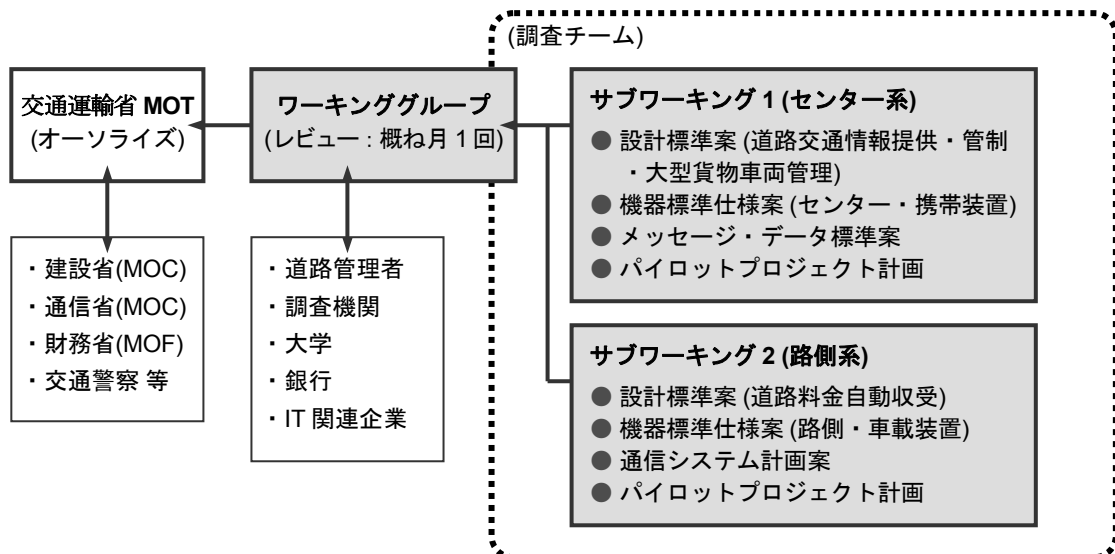 (調査チーム)
交通運輸省 MOT
(オーソライズ)
・建設省(MOC)
・通信省(MOC)
・財務省(MOF)
・交通警察 等
ワーキンググループ
(レビュー : 概ね月 1 回)
・道路管理者
・調査機関
・大学
・銀行
・IT 関連企業
サブワーキング 1 (センター系)
● 設計標準案 (道路交通情報提供・管制
・大型貨物車両管理)
● 機器標準仕様案 (センター・携帯装置)
● メッセージ・データ標準案
● パイロットプロジェクト計画
サブワーキング 2 (路側系)
● 設計標準案 (道路料金自動収受)
● 機器標準仕様案 (路側・車載装置)
● 通信システム計画案
● パイロットプロジェクト計画